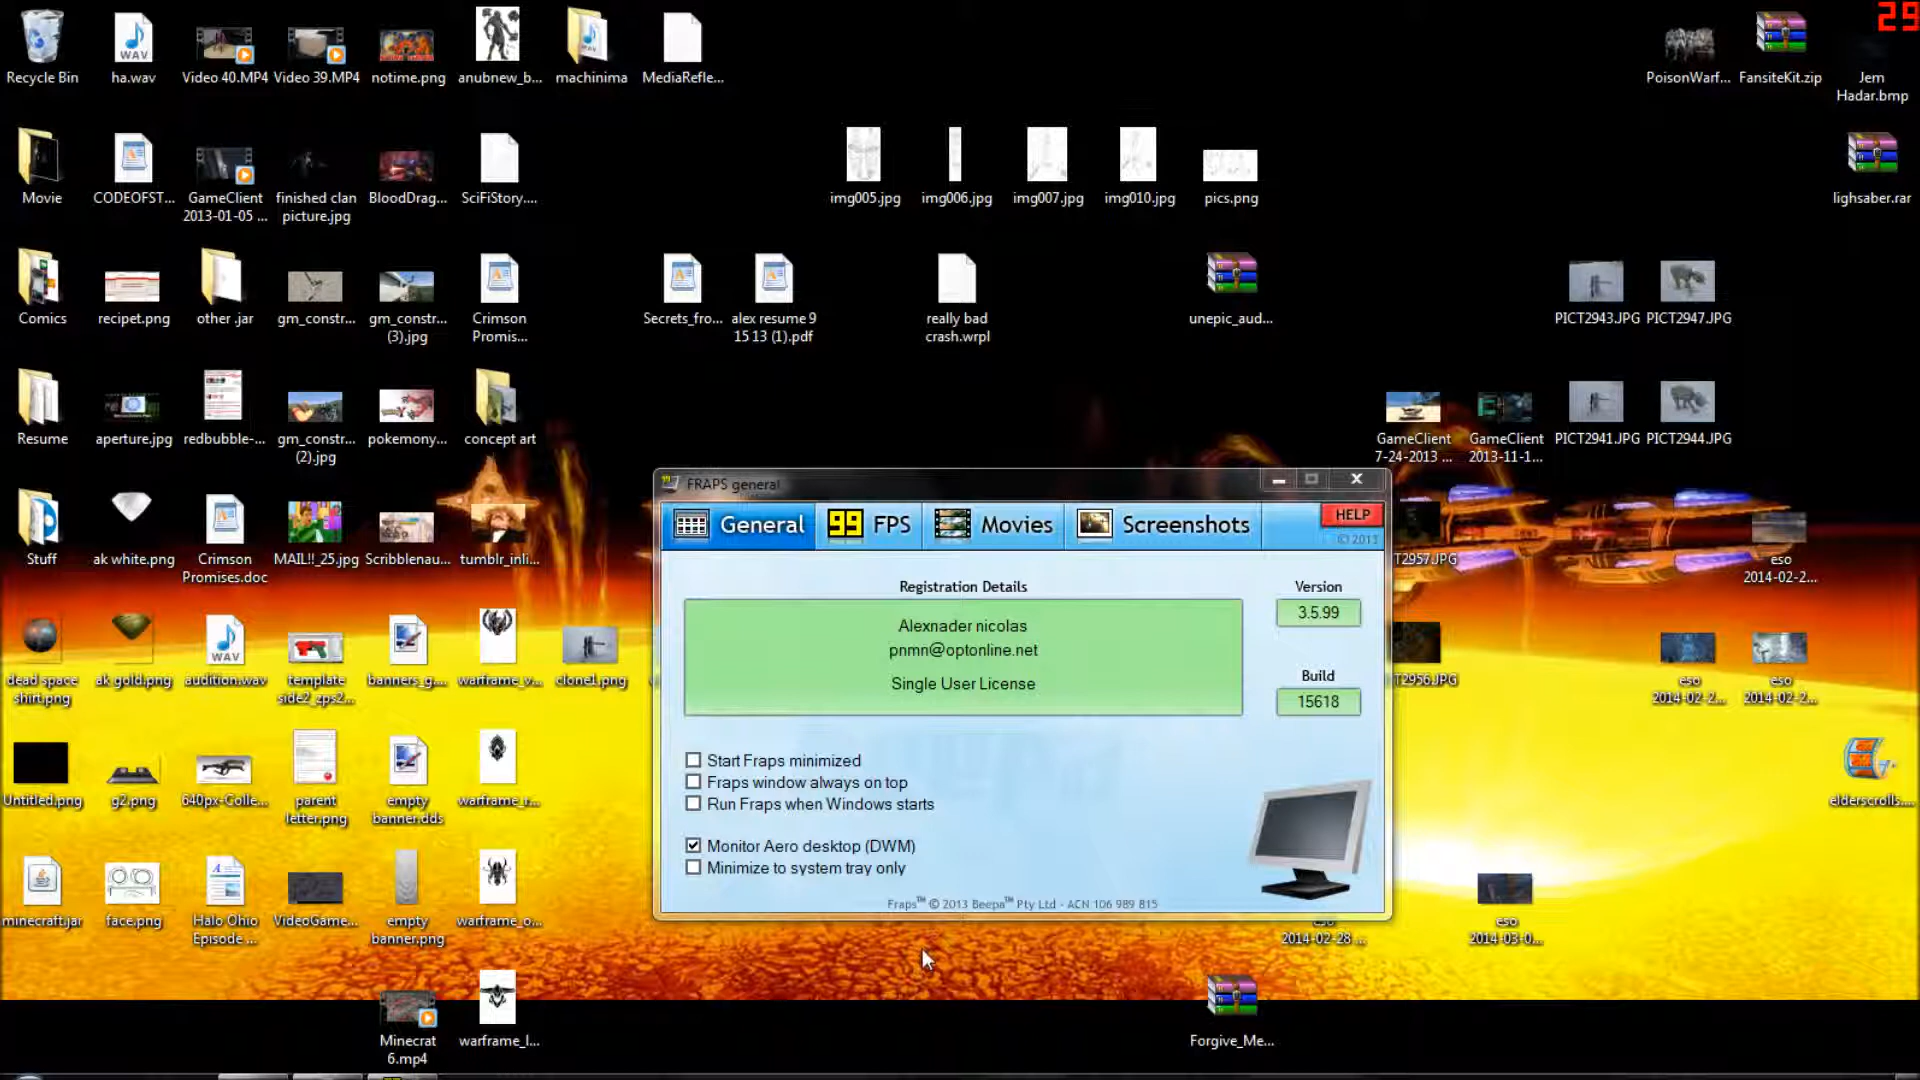 29
Recycle Bin
ha.wav
Video 40.MP4
Video 39.MP4
notime.png
anubnew_b...
machinima
MediaRefle...
PoisonWarf...
FansiteKit.zip
Jem
Hadar.bmp
Movie
CODEOFST...
GameClient
2013-01-05 ...
finished clan
picture.jpg
BloodDrag...
SciFiStory....
img005.jpg
img006.jpg
img007.jpg
img010.jpg
pics.png
lighsaber.rar
Comics
recipet.png
other .jar
gm_constr...
gm_constr...
(3).jpg
Crimson
Promis...
Secrets_fro...
alex resume 9
15 13 (1).pdf
really bad
crash.wrpl
unepic_aud...
PICT2943.JPG
PICT2947.JPG
Resume
aperture.jpg
redbubble-...
gm_constr...
(2).jpg
pokemony...
concept art
GameClient
7-24-2013 ...
GameClient
2013-11-1...
PICT2941.JPG
PICT2944.JPG
Stuff
ak white.png
Crimson
Promises.doc
MAIL!!_25.jpg
Scribblenau...
tumblr_inli...
T2957.JPG
eso
2014-02-2...
dead space
shirt.png
ak gold.png
audition.wav
template
side2_zps2...
banners_g...
warframe_v...
clone1.png
T2956.JPG
eso
2014-02-2...
eso
2014-02-2...
Untitled.png
g2.png
640px-Colle...
parent
letter.png
empty
banner.dds
elderscrolls....
minecraft.jar
face.png
Halo Ohio
Episode ...
VideoGame...
empty
banner.png
warframe_o...
eso
2014-02-28 ...
eso
2014-03-0...
Minecrat
6.mp4
warframe_l...
Forgive_Me...
FRAPS general
General
99 FPS
Movies
Screenshots
HELP
© 2013
Registration Details
Version
Alexnader nicolas
3.5.99
pnmn@optonline.net
Single User License
Build
15618
Start Fraps minimized
Fraps window always on top
Run Fraps when Windows starts
Monitor Aero desktop (DWM)
Minimize to system tray only
Fraps™ © 2013 Beepa™ Pty Ltd - ACN 106 989 815